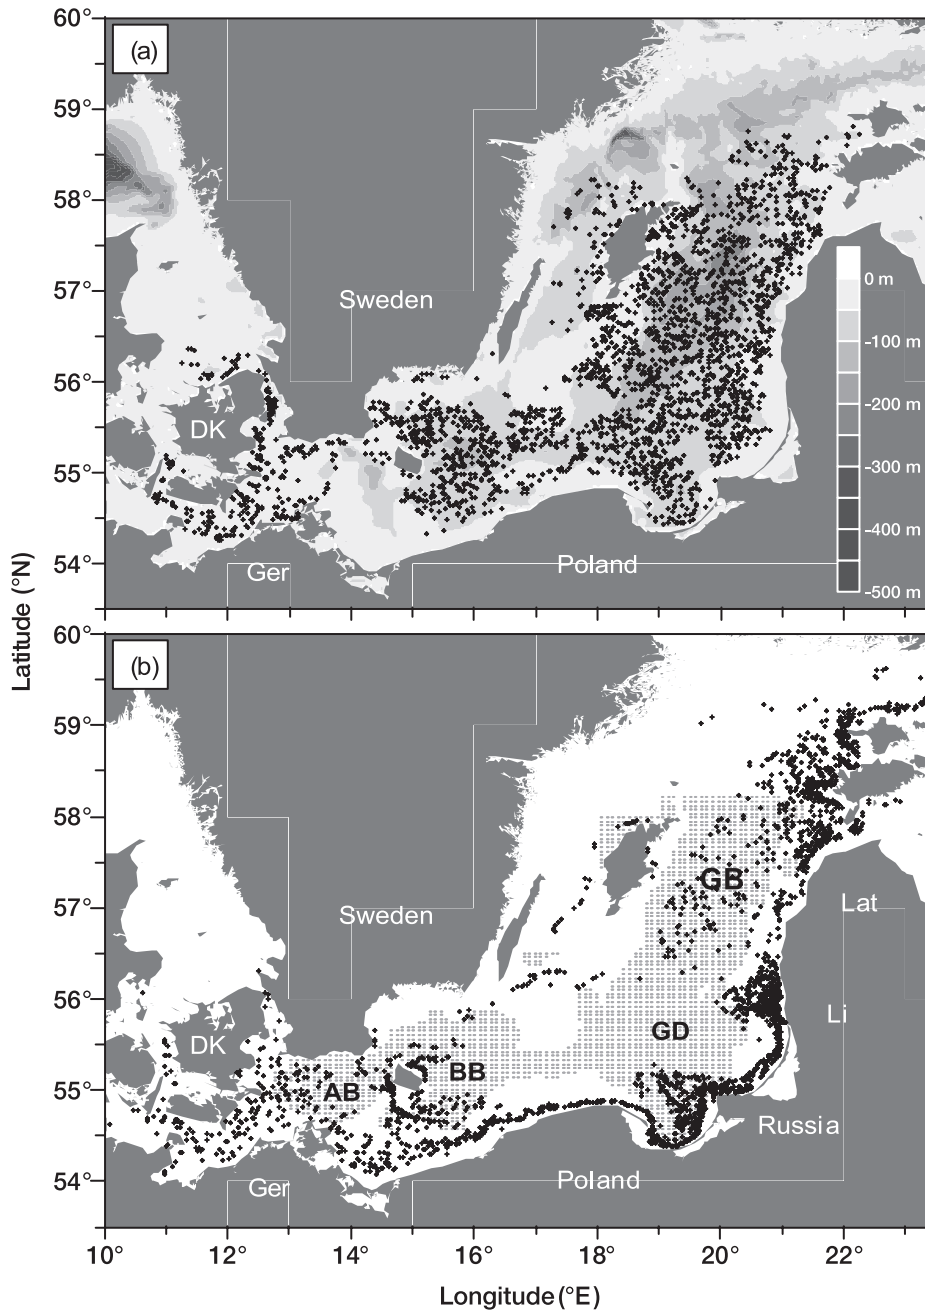 60°
(a)
59°
58°
57°
Sweden
0 m
-100 m
56°
-200 m
DK
-300 m
55°
-400 m
54°
Ger
Poland
-500 m
Latitude (°N)
60°
(b)
59°
58°
GB
57°
Sweden
Lat
56°
Li
DK
GD
BB
55°
AB
Russia
54°
Ger
Poland
10° 12° 14° 16° 18° 20° 22°
Longitude (°E)